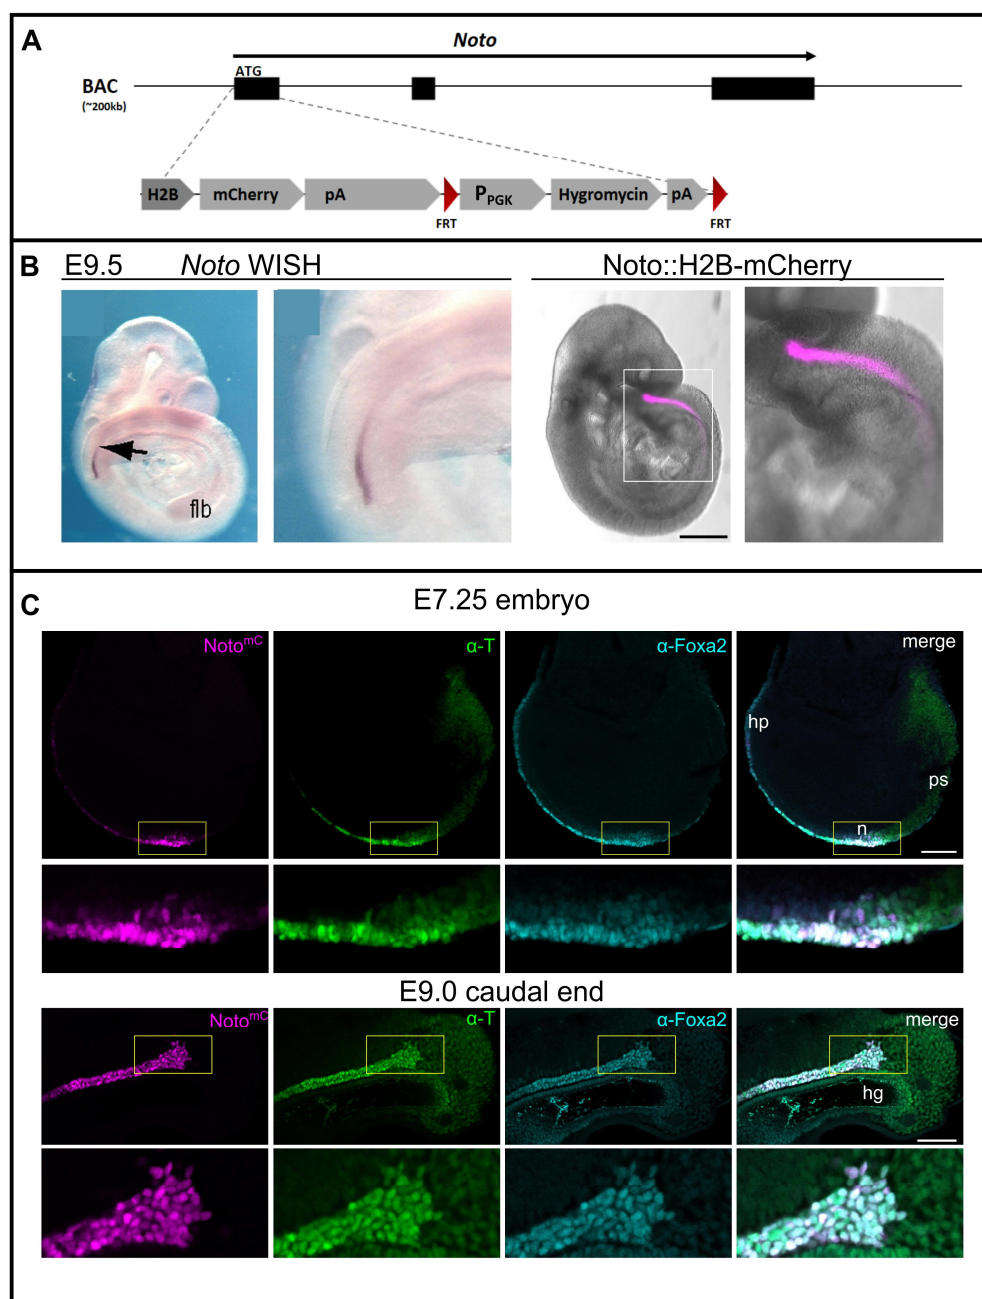 A
Noto
ATG
BAC
(~200kb)
H2B mCherry pA PPGK Hygromycin pA
FRT FRT
B
E9.5 Noto WISH Noto::H2B-mCherry
flb
C
E7.25 embryo
NotomC α-T α-Foxa2 merge
hp
ps
n
E9.0 caudal end
NotomC α-T α-Foxa2 merge
hg